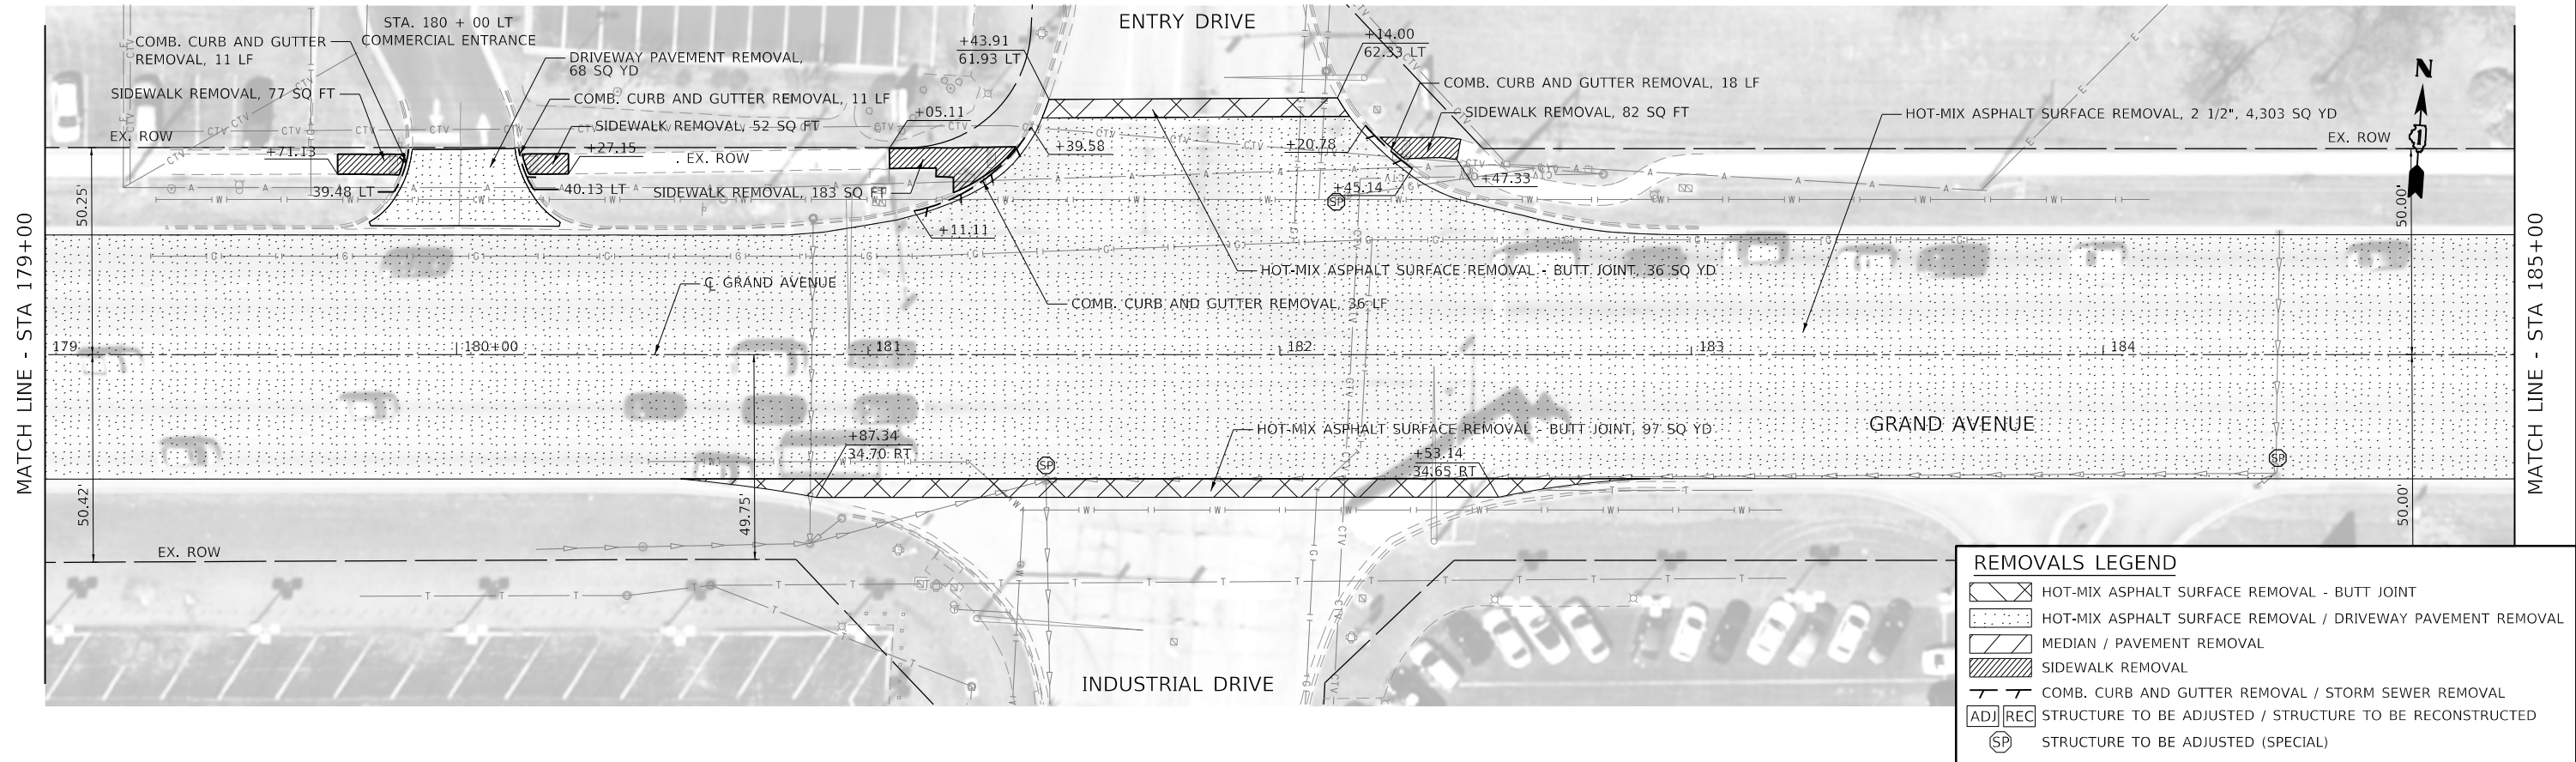 ENTRY DRIVE
STA. 180 + 00 LT
COMMERCIAL ENTRANCE
COMB. CURB AND GUTTER
REMOVAL, 11 LF
SIDEWALK REMOVAL, 77 SQ FT
DRIVEWAY PAVEMENT REMOVAL,
68 SQ YD
COMB. CURB AND GUTTER REMOVAL, 11 LF
SIDEWALK REMOVAL 52 SQ FT
+43.91
61.93 LT
+14.00
62.33 LT
COMB. CURB AND GUTTER REMOVAL, 18 LF
SIDEWALK REMOVAL, 82 SQ FT
HOT-MIX ASPHALT SURFACE REMOVAL, 2 1/2", 4,303 SQ YD
N
EX. ROW
EX. ROW
EX. ROW
+05.11
+71.13
+27.15
39.48 LT
40.13 LT
SIDEWALK REMOVAL, 183 SQ FT
+39.58
+20.78
+45.14
+47.33
SP
+11.11
50.25'
50.00'
HOT-MIX ASPHALT SURFACE REMOVAL - BUTT JOINT, 36 SQ YD
COMB. CURB AND GUTTER REMOVAL, 36 LF
℄ GRAND AVENUE
MATCH LINE - STA 179+00
MATCH LINE - STA 185+00
179
180+00
181
182
183
184
GRAND AVENUE
HOT-MIX ASPHALT SURFACE REMOVAL - BUTT JOINT, 97 SQ YD
+87.34
34.70 RT
+53.14
34.65 RT
SP
SP
50.42'
49.75'
50.00'
EX. ROW
INDUSTRIAL DRIVE
REMOVALS LEGEND
HOT-MIX ASPHALT SURFACE REMOVAL - BUTT JOINT
HOT-MIX ASPHALT SURFACE REMOVAL / DRIVEWAY PAVEMENT REMOVAL
MEDIAN / PAVEMENT REMOVAL
SIDEWALK REMOVAL
COMB. CURB AND GUTTER REMOVAL / STORM SEWER REMOVAL
ADJ REC STRUCTURE TO BE ADJUSTED / STRUCTURE TO BE RECONSTRUCTED
SP STRUCTURE TO BE ADJUSTED (SPECIAL)